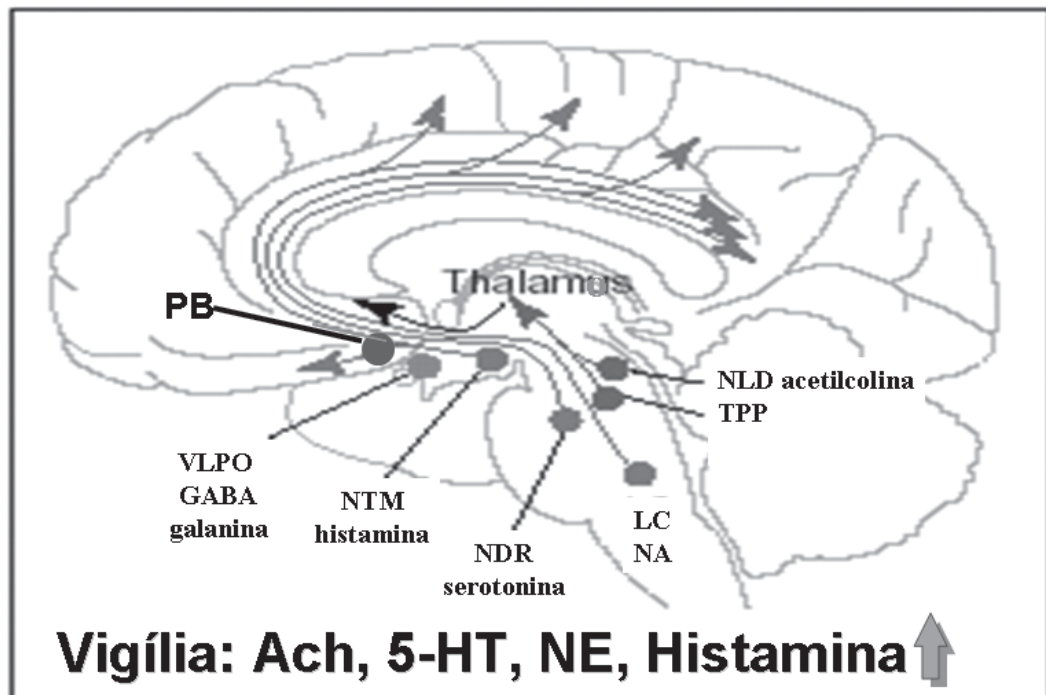 Thalamus
PB
NLD acetilcolina
TPP
VLPO
GABA
galanina
NTM
histamina
NDR
serotonina
LC
NA
Vigília: Ach, 5-HT, NE, Histamina